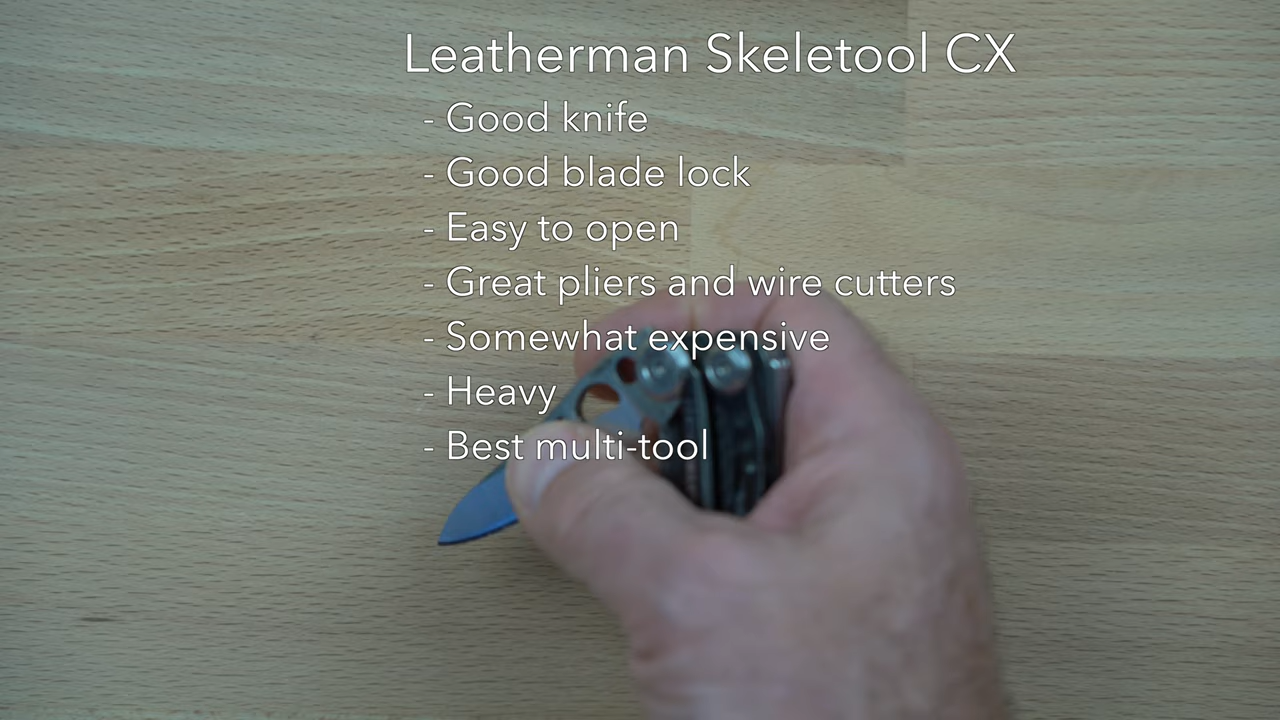 Leatherman Skeletool CX
- Good knife
- Good blade lock
- Easy to open
- Great pliers and wire cutters
- Somewhat expensive
- Heavy
- Best multi-tool